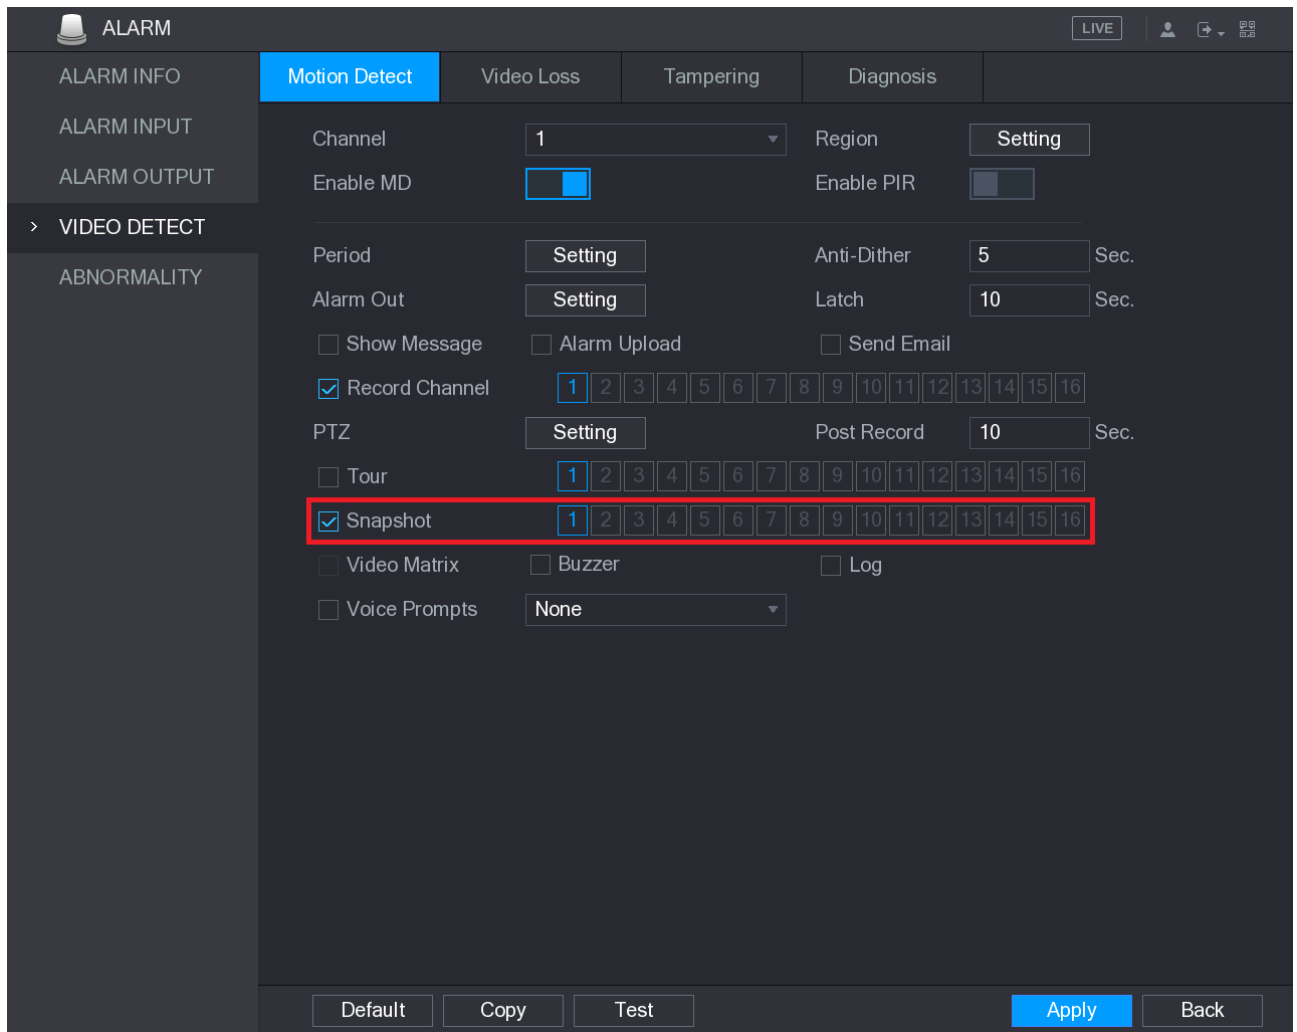 ALARM LIVE
ALARM INFO
ALARM INPUT
ALARM OUTPUT
VIDEO DETECT
ABNORMALITY
Motion Detect Video Loss Tampering Diagnosis
Channel 1 Region Setting
Enable MD Enable PIR
Period Setting Anti-Dither 5 Sec.
Alarm Out Setting Latch 10 Sec.
Show Message Alarm Upload Send Email
Record Channel 1 2 3 4 5 6 7 8 9 10 11 12 13 14 15 16
PTZ Setting Post Record 10 Sec.
Tour 1 2 3 4 5 6 7 8 9 10 11 12 13 14 15 16
Snapshot 1 2 3 4 5 6 7 8 9 10 11 12 13 14 15 16
Video Matrix Buzzer Log
Voice Prompts None
Default Copy Test Apply Back